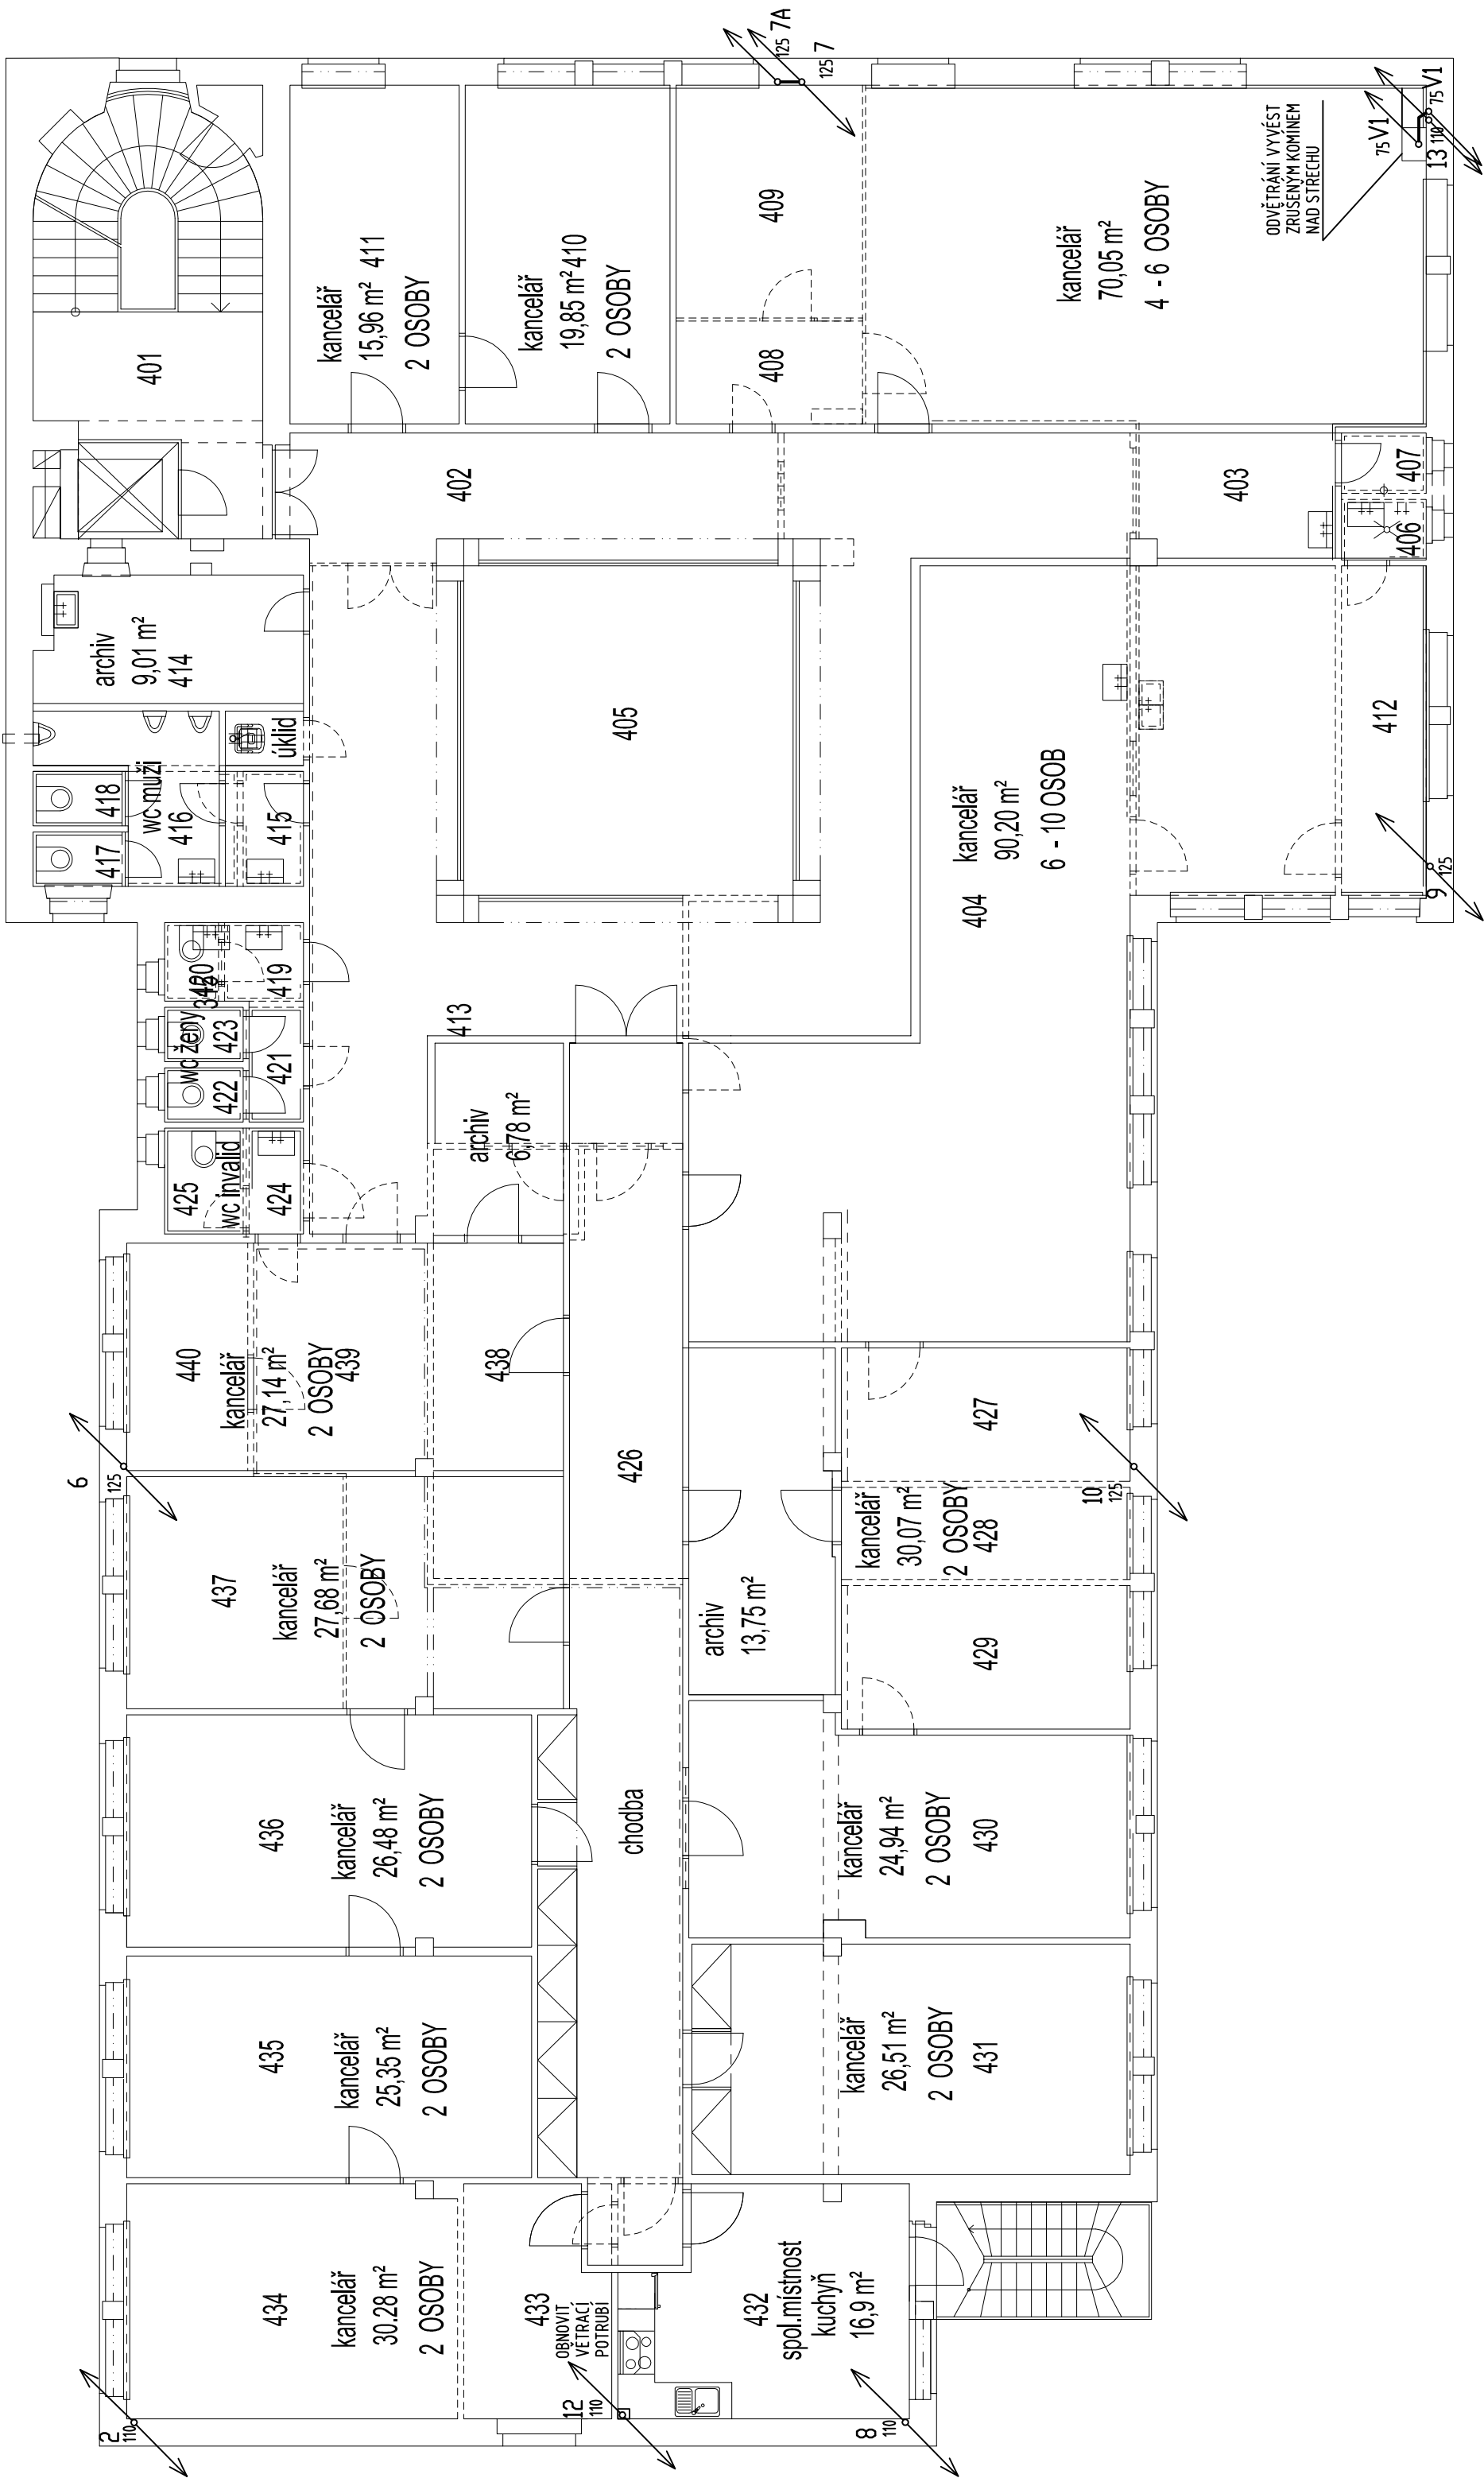 401
kancelář
15,96 m² 411
2 OSOBY
kancelář
19,85 m² 410
2 OSOBY
408
409
125 7A
125 7
kancelář
70,05 m²
4 - 6 OSOBY
ODVĚTRÁNÍ VYVÉST
ZRUŠENÝM KOMÍNEM
NAD STŘECHU
75 V1
13 110
75 V1
402
403
407
406
archiv
9,01 m²
414
úklid
wc muži
418
417
416
415
405
412
9 125
kancelář
90,20 m²
6 - 10 OSOB
404
wc ženy
420
419
423
422
421
413
wc invalid
425
424
archiv
6,78 m²
440
kancelář
27,14 m²
2 OSOBY
439
438
6
125
426
427
kancelář
30,07 m²
2 OSOBY
428
10
125
429
437
kancelář
27,68 m²
2 OSOBY
archiv
13,75 m²
436
kancelář
26,48 m²
2 OSOBY
chodba
kancelář
24,94 m²
2 OSOBY
430
435
kancelář
25,35 m²
2 OSOBY
kancelář
26,51 m²
2 OSOBY
431
434
kancelář
30.28 m²
2 OSOBY
433
OBNOVIT
VĚTRACÍ
POTRUBÍ
432
spol.místnost
kuchyň
16,9 m²
2
110
12
110
8
110